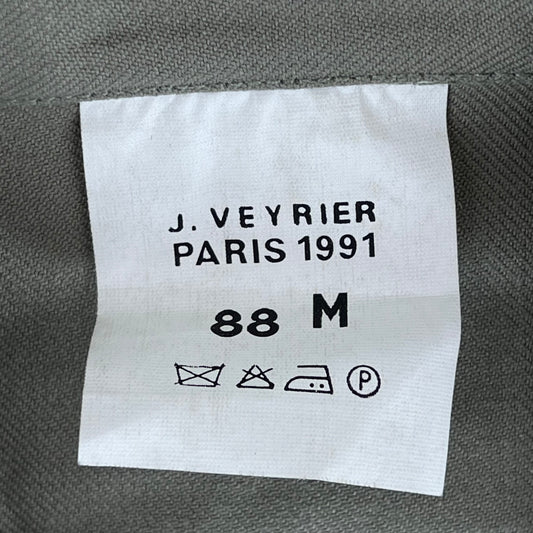 J. VEYRIER
PARIS 1991
88 M
P